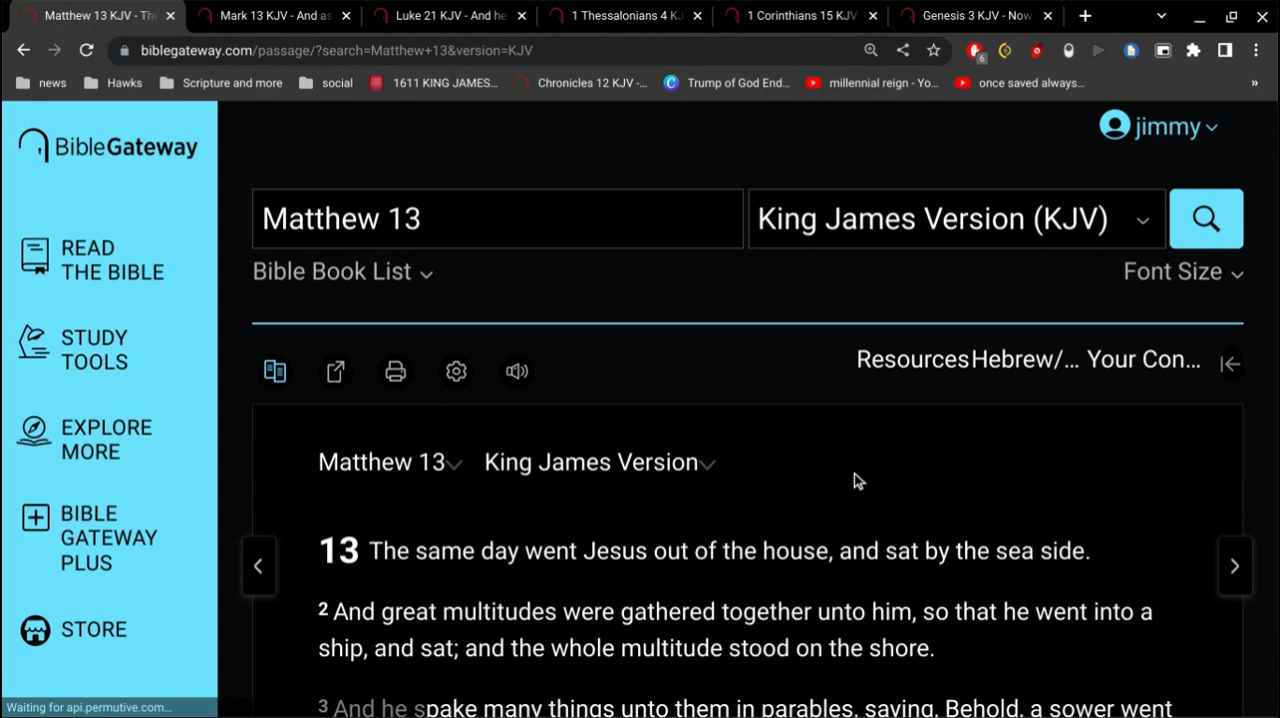 Matthew 13 KJV - The
Mark 13 KJV - And as
Luke 21 KJV - And he
1 Thessalonians 4 KJ
1 Corinthians 15 KJV
Genesis 3 KJV - Now
biblegateway.com/passage/?search=Matthew+13&version=KJV
6
news
Hawks
Scripture and more
social
1611 KING JAMES...
Chronicles 12 KJV -...
Trump of God End...
millennial reign - Yo...
once saved always...
»
BibleGateway
jimmy
Matthew 13
King James Version (KJV)
Bible Book List
Font Size
READ
THE BIBLE
STUDY
TOOLS
EXPLORE
MORE
BIBLE
GATEWAY
PLUS
STORE
Resources Hebrew/... Your Con...
Matthew 13 King James Version
13 The same day went Jesus out of the house, and sat by the sea side.
2 And great multitudes were gathered together unto him, so that he went into a
ship, and sat; and the whole multitude stood on the shore.
3 And he spake many things unto them in parables, saying, Behold, a sower went
Waiting for api.permutive.com...